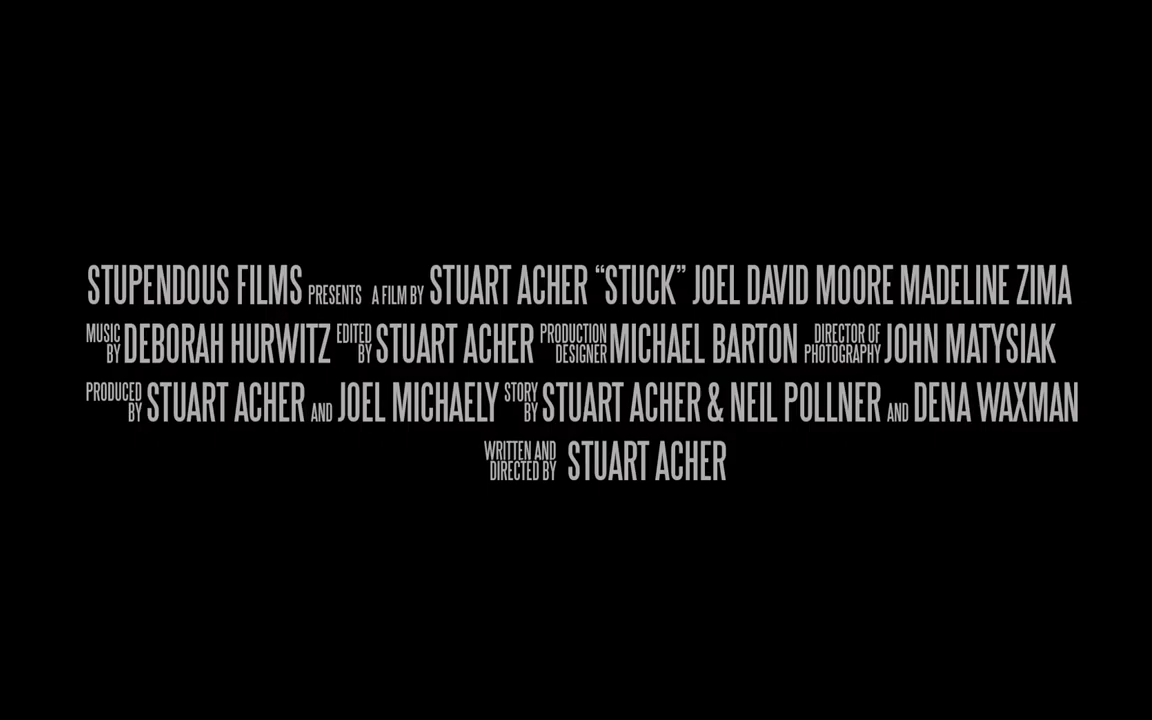 STUPENDOUS FILMS PRESENTS A FILM BY STUART ACHER “STUCK” JOEL DAVID MOORE MADELINE ZIMA
MUSIC BY DEBORAH HURWITZ EDITED BY STUART ACHER PRODUCTION DESIGNER MICHAEL BARTON DIRECTOR OF PHOTOGRAPHY JOHN MATYSIAK
PRODUCED BY STUART ACHER AND JOEL MICHAELY STORY BY STUART ACHER & NEIL POLLNER AND DENA WAXMAN
WRITTEN AND DIRECTED BY STUART ACHER